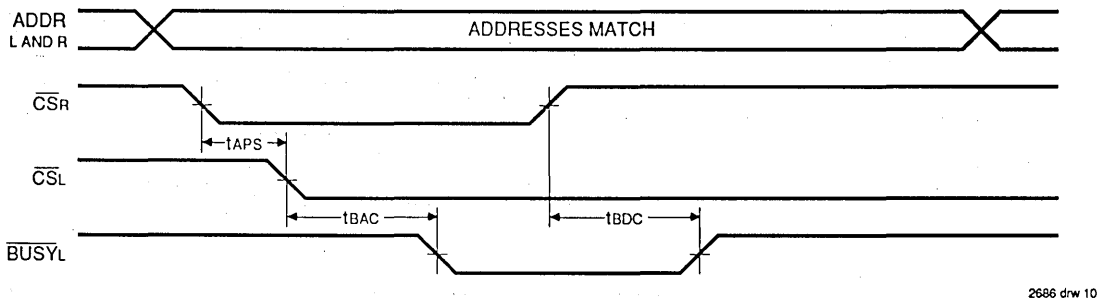 ADDR
L AND R
ADDRESSES MATCH
CSR
tAPS
CSL
tBAC
tBDC
BUSYL
2686 drw 10